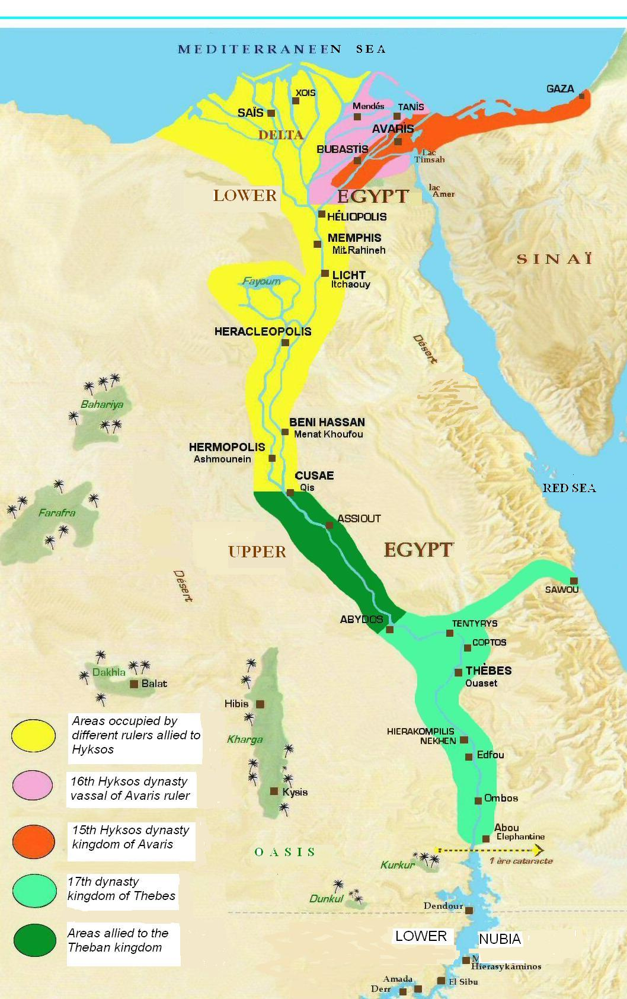 MEDITERRANEEN SEA
GAZA
XOIS
SAÏS
Mendés
TANİS
DELTA
AVARİS
BUBASTİS
Lac
Timsah
lac
Amer
LOWER EGYPT
HÉLIOPOLIS
MEMPHIS
Mit.Rahineh
SINAÏ
LICHT
Itchaouy
Fayoum
HERACLEOPOLIS
Désert
Bahariya
BENI HASSAN
Menat Khoufou
HERMOPOLIS
Ashmounein
CUSAE
Qis
RED SEA
Farafra
ASSIOUT
UPPER EGYPT
Désert
SAWOU
ABYDOS
TENTYRYS
COPTOS
THÈBES
Ouaset
Dakhla
Balat
Hibis
Kharga
HIERAKOMPILIS
NEKHEN
Edfou
Kysis
Ombos
Abou
Elephantine
1 ère cataracte
OASIS
Kurkur
Dunkul
Dendour
LOWER NUBIA
M
Hierasykâminos
El Sibu
Amada
Derr
Areas occupied by
different rulers allied to
Hyksos
16th Hyksos dynasty
vassal of Avaris ruler
15th Hyksos dynasty
kingdom of Avaris
17th dynasty
kingdom of Thebes
Areas allied to the
Theban kingdom